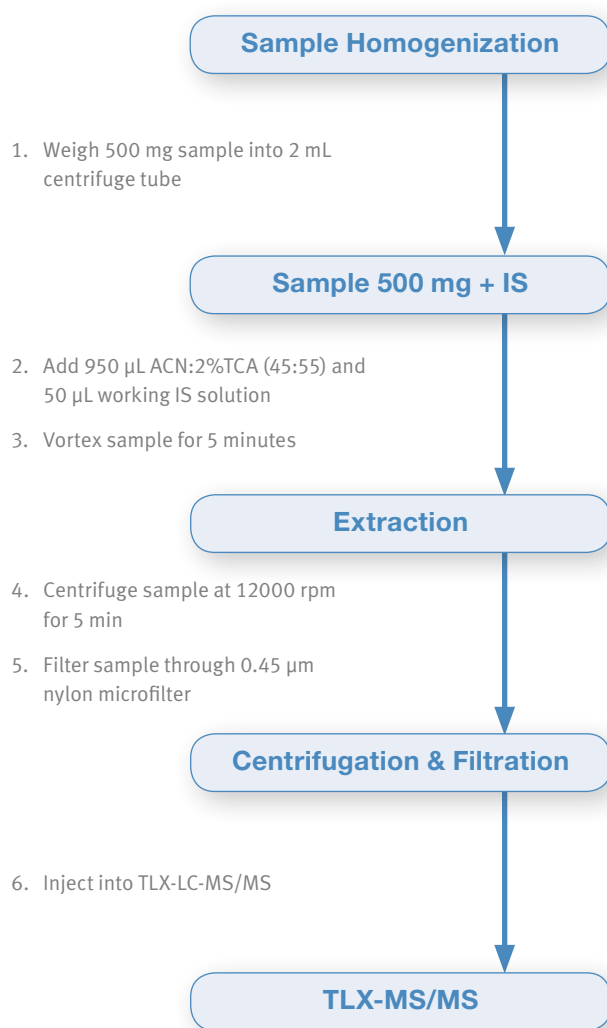 Sample Homogenization
1. Weigh 500 mg sample into 2 mL
centrifuge tube
Sample 500 mg + IS
2. Add 950 µL ACN:2%TCA (45:55) and
50 µL working IS solution
3. Vortex sample for 5 minutes
Extraction
4. Centrifuge sample at 12000 rpm
for 5 min
5. Filter sample through 0.45 µm
nylon microfilter
Centrifugation & Filtration
6. Inject into TLX-LC-MS/MS
TLX-MS/MS